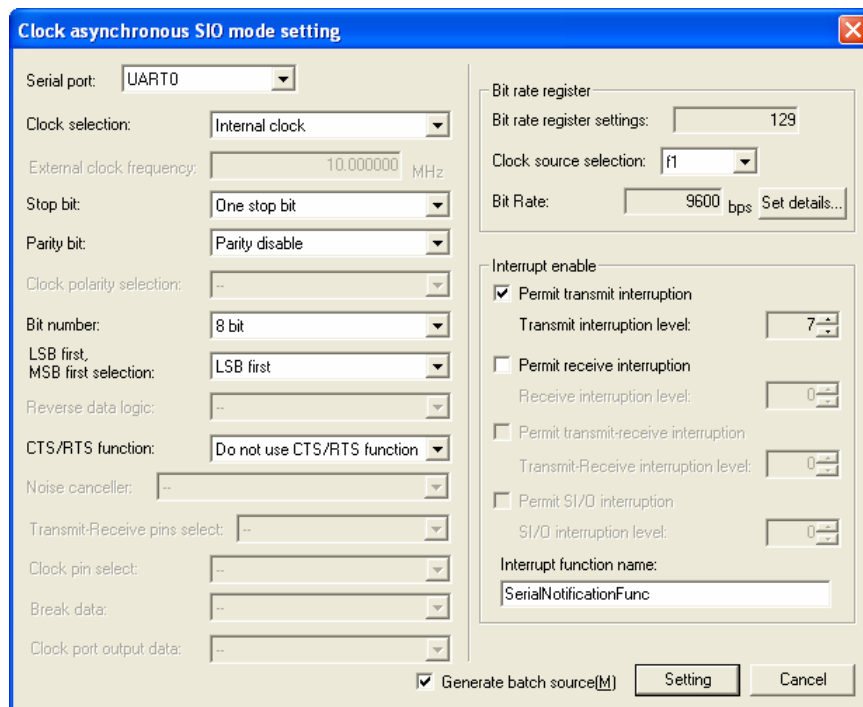 Clock asynchronous SIO mode setting
Serial port: UART0
Clock selection: Internal clock
External clock frequency: 10.000000 MHz
Stop bit: One stop bit
Parity bit: Parity disable
Clock polarity selection: --
Bit number: 8 bit
LSB first,
MSB first selection: LSB first
Reverse data logic: --
CTS/RTS function: Do not use CTS/RTS function
Noise canceller: --
Transmit-Receive pins select: --
Clock pin select: --
Break data: --
Clock port output data: --
Bit rate register
Bit rate register settings: 129
Clock source selection: f1
Bit Rate: 9600 bps Set details...
Interrupt enable
Permit transmit interruption
Transmit interruption level: 7
Permit receive interruption
Receive interruption level: 0
Permit transmit-receive interruption
Transmit-Receive interruption level: 0
Permit SI/O interruption
SI/O interruption level: 0
Interrupt function name:
SerialNotificationFunc
Generate batch source(M) Setting Cancel